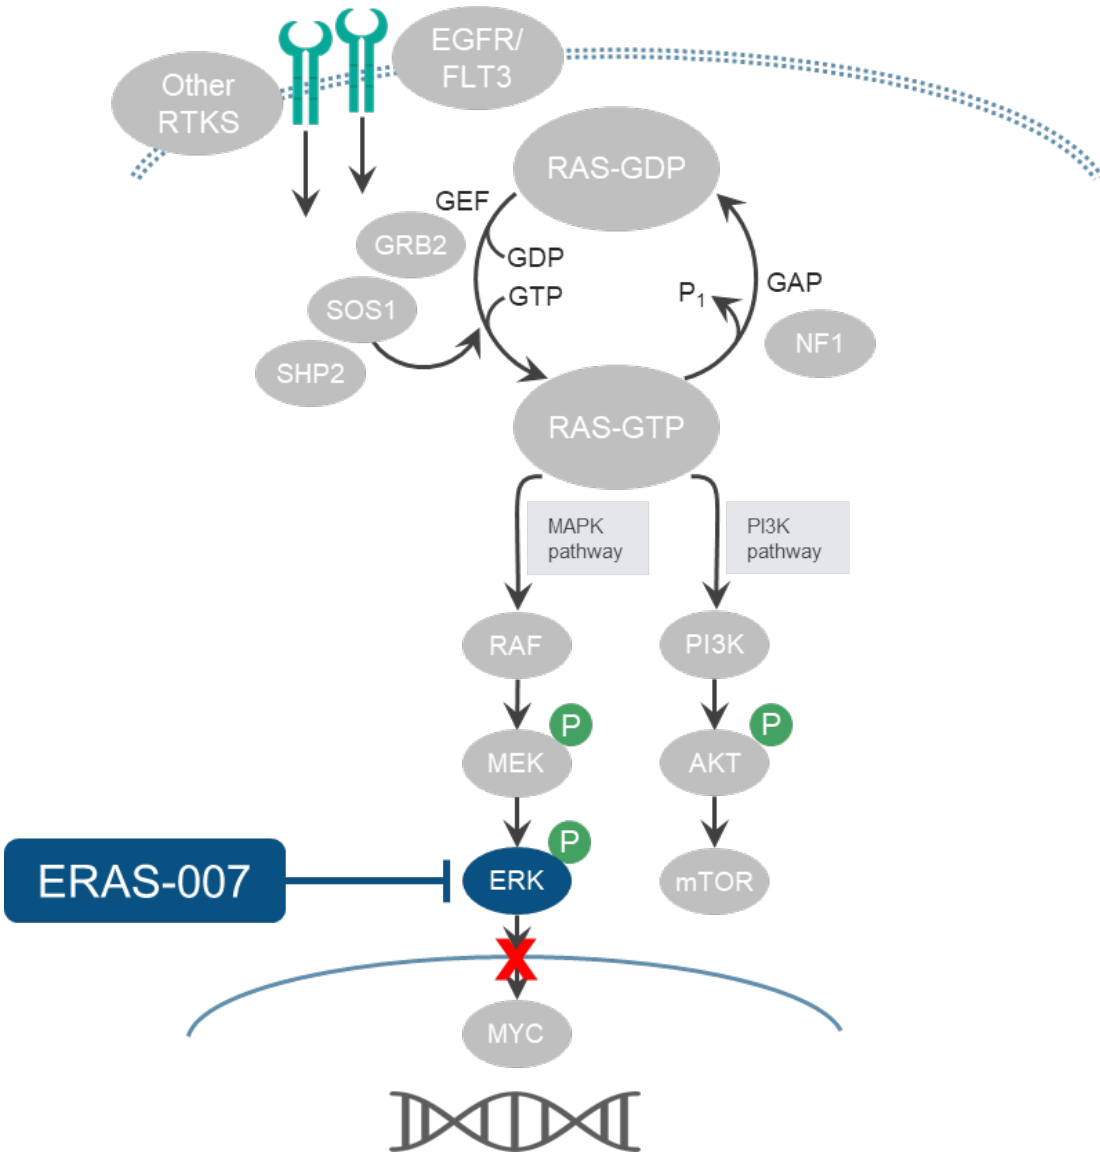 EGFR/
FLT3
Other
RTKS
RAS-GDP
GEF
GRB2
GDP
GTP
P1
GAP
SOS1
NF1
SHP2
RAS-GTP
MAPK
pathway
PI3K
pathway
RAF
PI3K
P
P
MEK
AKT
P
ERAS-007
ERK
mTOR
X
MYC